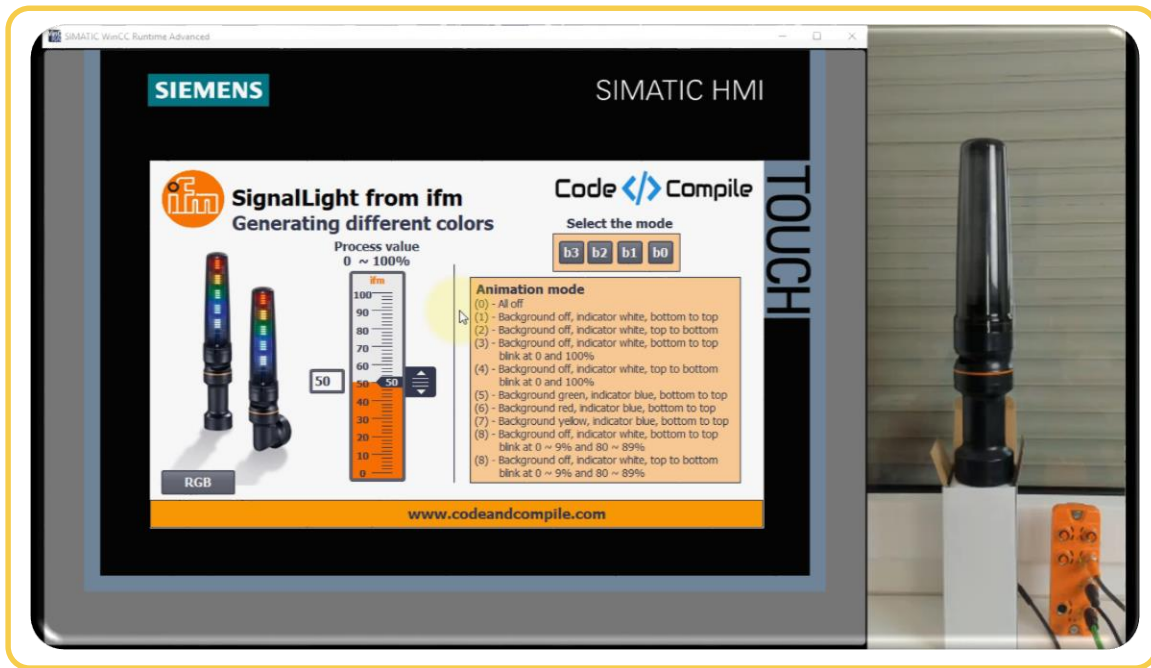 SIMATIC WinCC Runtime Advanced
SIEMENS
SIMATIC HMI
TOUCH
ifm
SignalLight from ifm
Generating different colors
Code </> Compile
Select the mode
b3 b2 b1 b0
Process value
0 ~ 100%
ifm
100
90
80
70
60
50
50
50
40
30
20
10
0
Animation mode
(0) - All off
(1) - Background off, indicator white, bottom to top
(2) - Background off, indicator white, top to bottom
(3) - Background off, indicator white, bottom to top
blink at 0 and 100%
(4) - Background off, indicator white, top to bottom
blink at 0 and 100%
(5) - Background green, indicator blue, bottom to top
(6) - Background red, indicator blue, bottom to top
(7) - Background yellow, indicator blue, bottom to top
(8) - Background off, indicator white, bottom to top
blink at 0 ~ 9% and 80 ~ 89%
(8) - Background off, indicator white, top to bottom
blink at 0 ~ 9% and 80 ~ 89%
RGB
www.codeandcompile.com